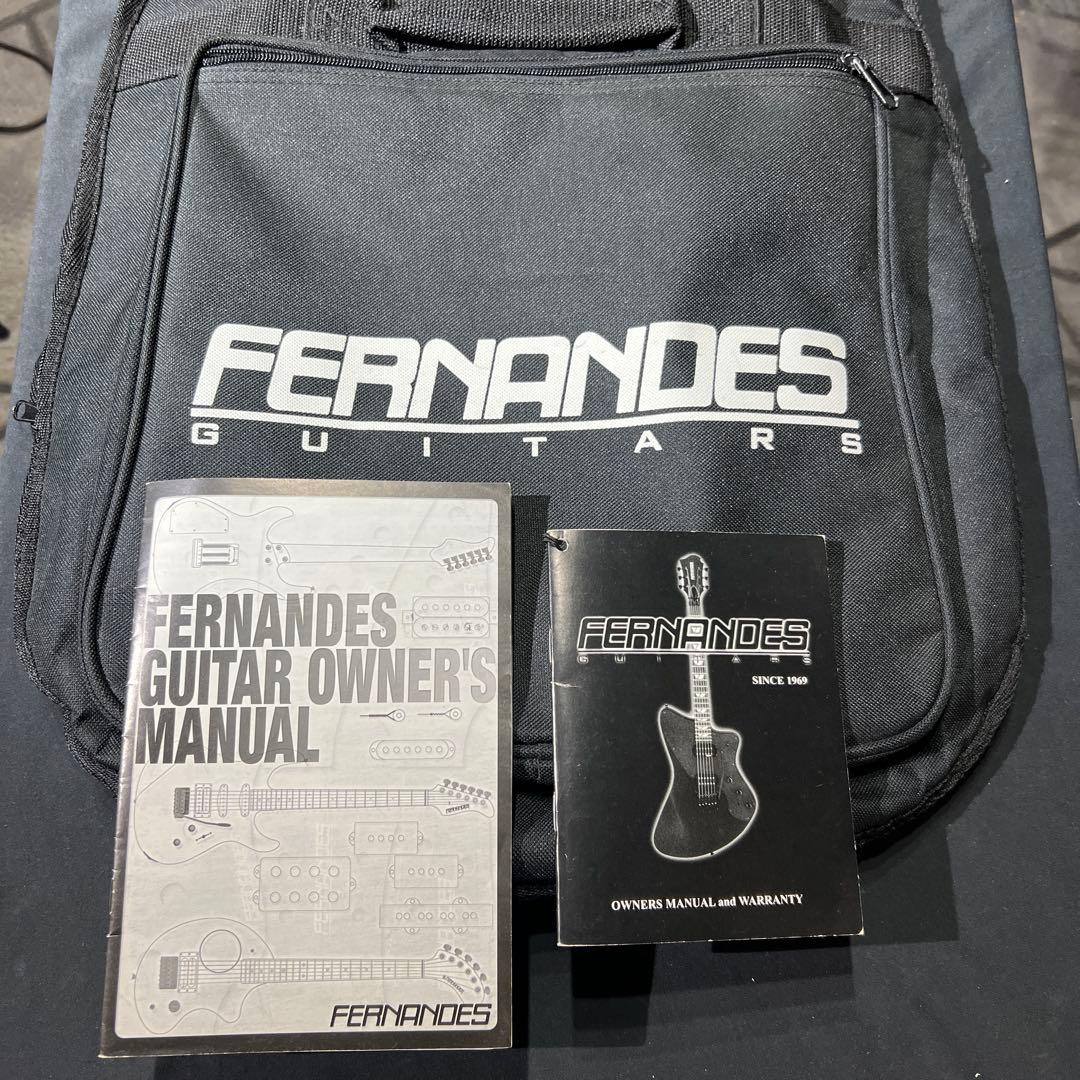 FERNANDES
GUITARS
FERNANDES
GUITAR OWNER'S
MANUAL
FERNANDES
FERNANDES
GUITARS
SINCE 1969
OWNERS MANUAL and WARRANTY